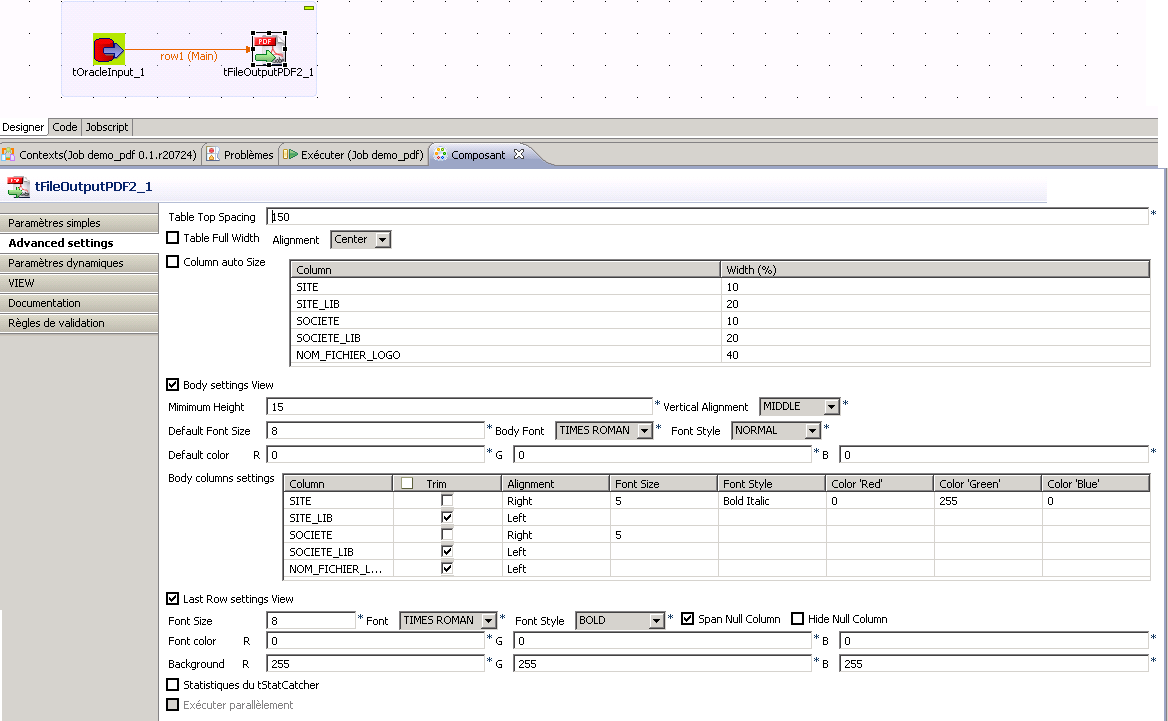 PDF
row1 (Main)
tOracleInput_1 tFileOutputPDF2_1
Designer Code Jobscript
Contexts(Job demo_pdf 0.1.r20724) Problèmes Exécuter (Job demo_pdf) Composant
tFileOutputPDF2_1
Paramètres simples
Advanced settings
Paramètres dynamiques
VIEW
Documentation
Règles de validation
Table Top Spacing 150 *
Table Full Width Alignment Center
Column auto Size
Column Width (%)
SITE 10
SITE_LIB 20
SOCIETE 10
SOCIETE_LIB 20
NOM_FICHIER_LOGO 40
Body settings View
Mimimum Height 15 * Vertical Alignment MIDDLE *
Default Font Size 8 * Body Font TIMES ROMAN * Font Style NORMAL *
Default color R 0 * G 0 * B 0 *
Body columns settings
Column Trim Alignment Font Size Font Style Color 'Red' Color 'Green' Color 'Blue'
SITE Right 5 Bold Italic 0 255 0
SITE_LIB Left
SOCIETE Right 5
SOCIETE_LIB Left
NOM_FICHIER_L... Left
Last Row settings View
Font Size 8 * Font TIMES ROMAN * Font Style BOLD * Span Null Column Hide Null Column
Font color R 0 * G 0 * B 0 *
Background R 255 * G 255 * B 255 *
Statistiques du tStatCatcher
Exécuter parallèlement